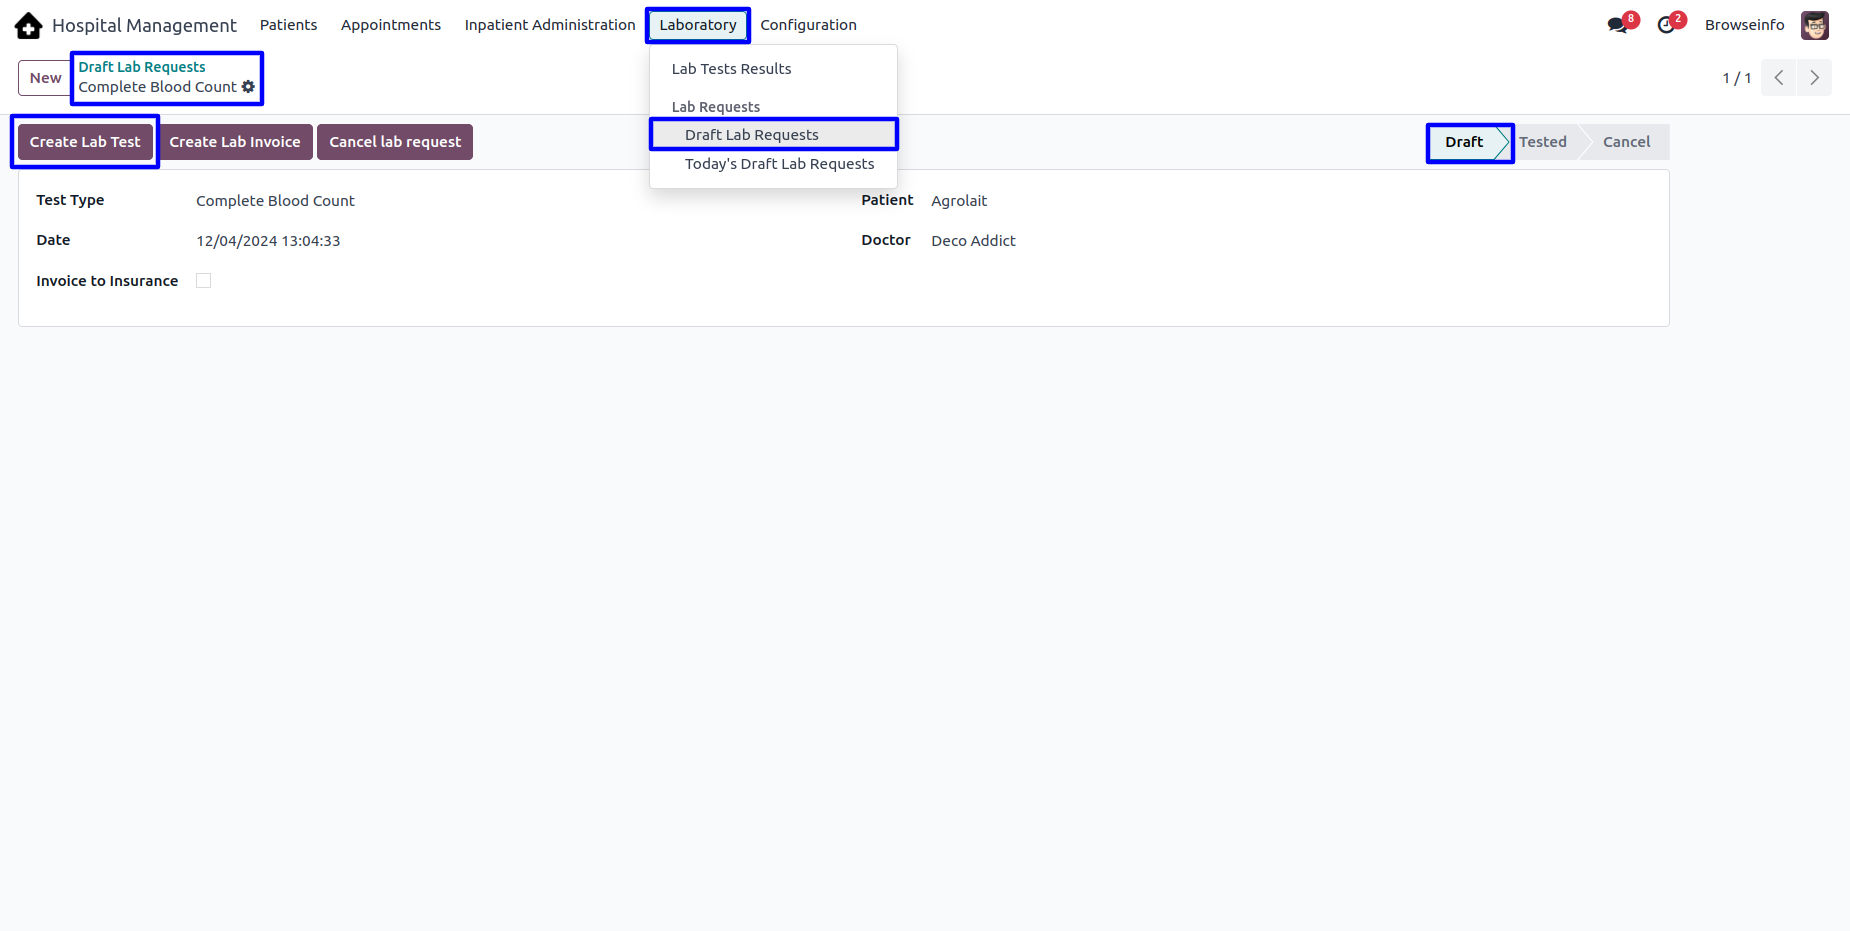 Hospital Management Patients Appointments Inpatient Administration Laboratory Configuration 8 2 Browseinfo
New
Draft Lab Requests
Complete Blood Count
1 / 1
Lab Tests Results
Lab Requests
Draft Lab Requests
Today's Draft Lab Requests
Create Lab Test Create Lab Invoice Cancel lab request
Draft Tested Cancel
Test Type Complete Blood Count
Patient Agrolait
Date 12/04/2024 13:04:33
Doctor Deco Addict
Invoice to Insurance